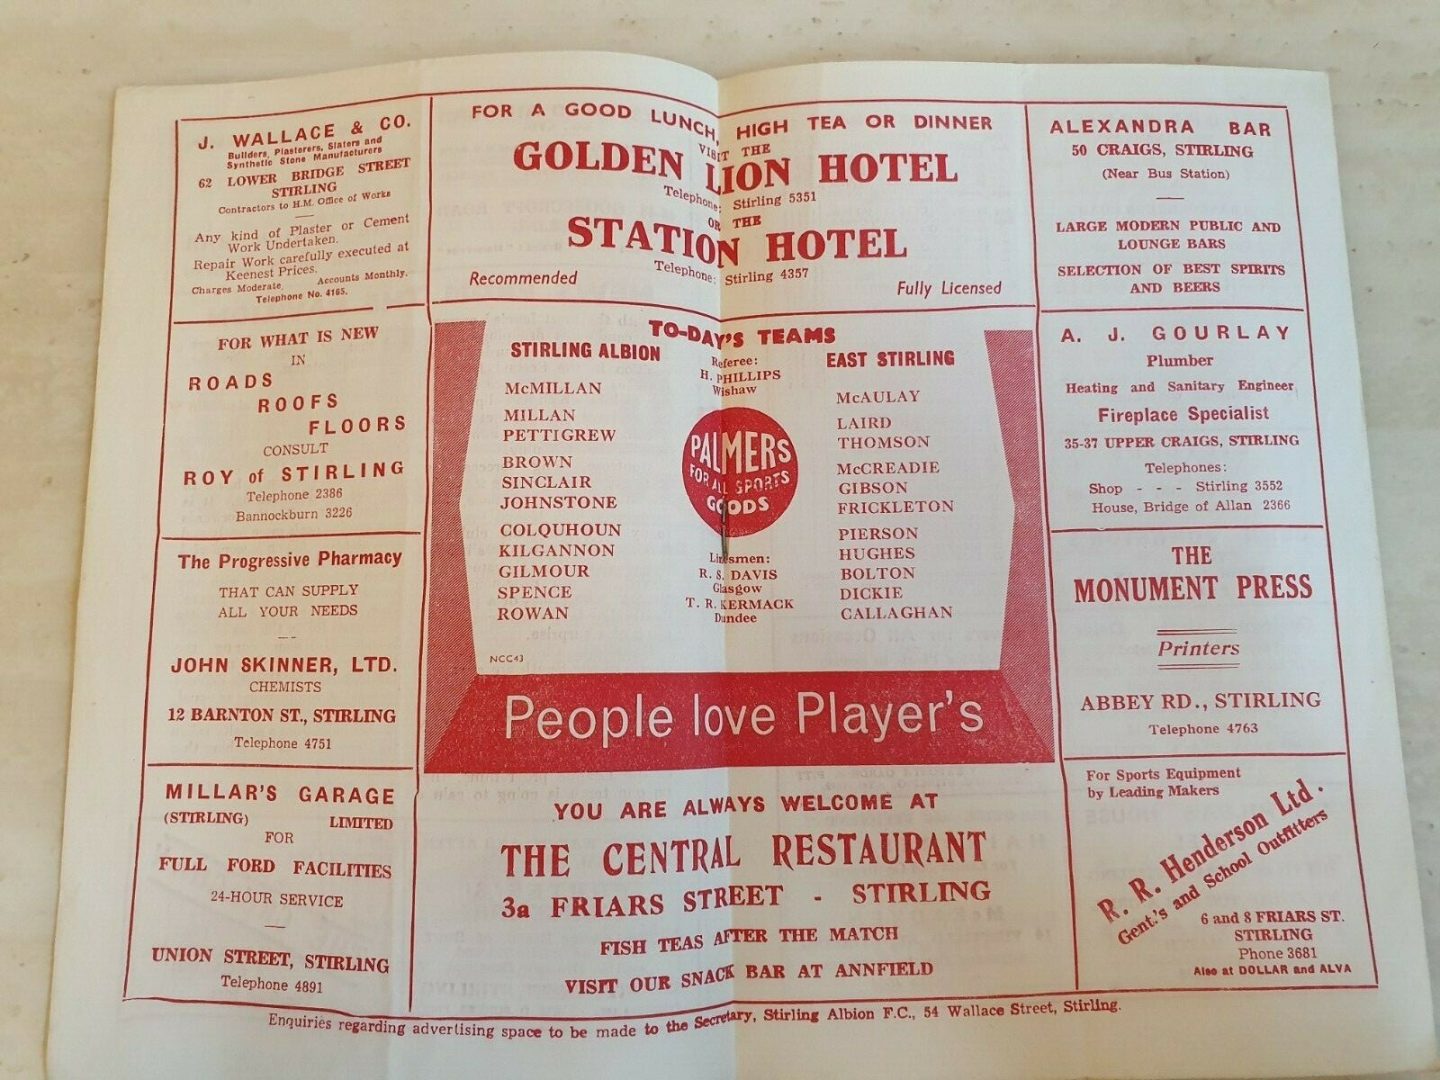 J. WALLACE & CO.
Builders, Plasterers, Slaters and
Synthetic Stone Manufacturers
62 LOWER BRIDGE STREET
STIRLING
Contractors to H.M. Office of Works
Any kind of Plaster or Cement
Work Undertaken.
Repair Work carefully executed at
Keenest Prices.
Charges Moderate. Accounts Monthly.
Telephone No. 4165.
FOR WHAT IS NEW
IN
ROADS
ROOFS
FLOORS
CONSULT
ROY of STIRLING
Telephone 2386
Bannockburn 3226
The Progressive Pharmacy
THAT CAN SUPPLY
ALL YOUR NEEDS
JOHN SKINNER, LTD.
CHEMISTS
12 BARNTON ST., STIRLING
Telephone 4751
MILLAR'S GARAGE
(STIRLING) LIMITED
FOR
FULL FORD FACILITIES
24-HOUR SERVICE
UNION STREET, STIRLING
Telephone 4891
FOR A GOOD LUNCH, HIGH TEA OR DINNER
VISIT THE
GOLDEN LION HOTEL
Telephone: Stirling 5351
OR THE
STATION HOTEL
Telephone: Stirling 4357
Recommended Fully Licensed
TO-DAY'S TEAMS
STIRLING ALBION
McMILLAN
MILLAN
PETTIGREW
BROWN
SINCLAIR
JOHNSTONE
COLQUHOUN
KILGANNON
GILMOUR
SPENCE
ROWAN
NCC43
Referee:
H. PHILLIPS
Wishaw
PALMERS
FOR ALL SPORTS
GOODS
Linesmen:
R. S. DAVIS
Glasgow
T. R. KERMACK
Dundee
EAST STIRLING
McAULAY
LAIRD
THOMSON
McCREADIE
GIBSON
FRICKLETON
PIERSON
HUGHES
BOLTON
DICKIE
CALLAGHAN
People love Player's
YOU ARE ALWAYS WELCOME AT
THE CENTRAL RESTAURANT
3a FRIARS STREET - STIRLING
FISH TEAS AFTER THE MATCH
VISIT OUR SNACK BAR AT ANNFIELD
ALEXANDRA BAR
50 CRAIGS, STIRLING
(Near Bus Station)
LARGE MODERN PUBLIC AND
LOUNGE BARS
SELECTION OF BEST SPIRITS
AND BEERS
A. J. GOURLAY
Plumber
Heating and Sanitary Engineer
Fireplace Specialist
35-37 UPPER CRAIGS, STIRLING
Telephones:
Shop - - - Stirling 3552
House, Bridge of Allan 2366
THE
MONUMENT PRESS
Printers
ABBEY RD., STIRLING
Telephone 4763
For Sports Equipment
by Leading Makers
R. R. Henderson Ltd.
Gent.'s and School Outfitters
6 and 8 FRIARS ST.
STIRLING
Phone 3681
Also at DOLLAR and ALVA
Enquiries regarding advertising space to be made to the Secretary, Stirling Albion F.C., 54 Wallace Street, Stirling.